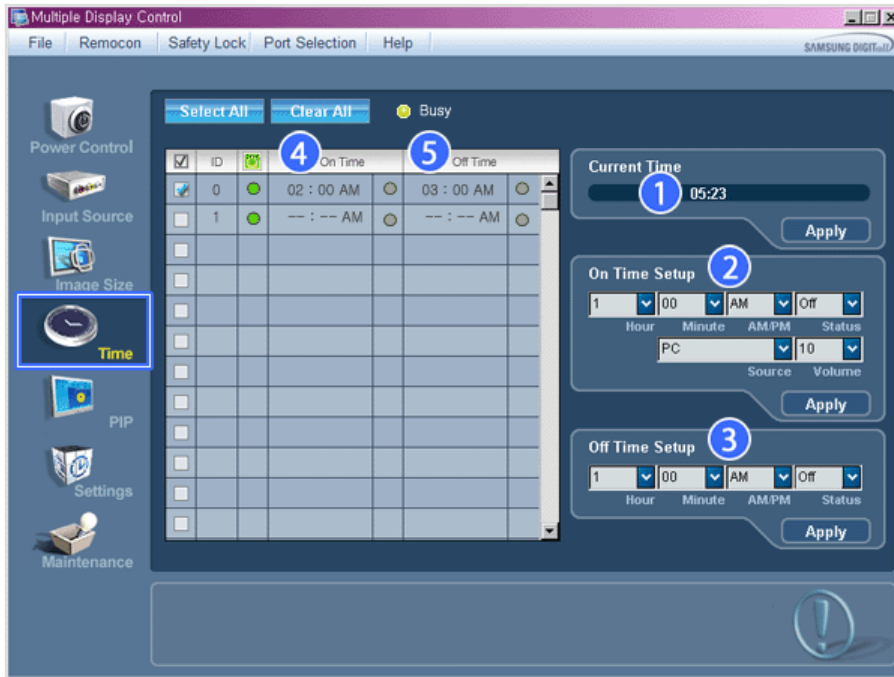 Multiple Display Control
File Remocon Safety Lock Port Selection Help
SAMSUNG DIGITall
Select All Clear All Busy
Power Control
Input Source
Image Size
Time
PIP
Settings
Maintenance
ID 4 On Time 5 Off Time
0 02 : 00 AM 03 : 00 AM
1 -- : -- AM -- : -- AM
Current Time
1 05:23
Apply
On Time Setup 2
1 00 AM Off
Hour Minute AM/PM Status
PC 10
Source Volume
Apply
Off Time Setup 3
1 00 AM Off
Hour Minute AM/PM Status
Apply